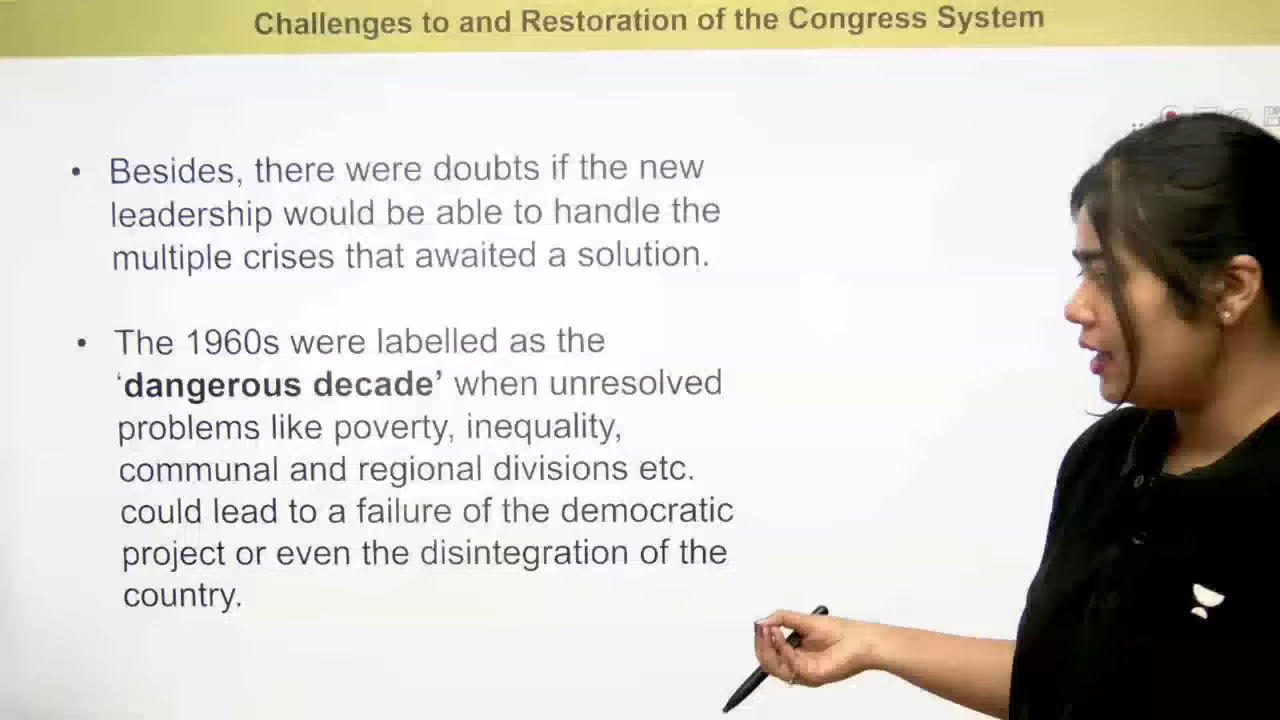 Challenges to and Restoration of the Congress System
• Besides, there were doubts if the new
leadership would be able to handle the
multiple crises that awaited a solution.
• The 1960s were labelled as the
‘dangerous decade’ when unresolved
problems like poverty, inequality,
communal and regional divisions etc.
could lead to a failure of the democratic
project or even the disintegration of the
country.